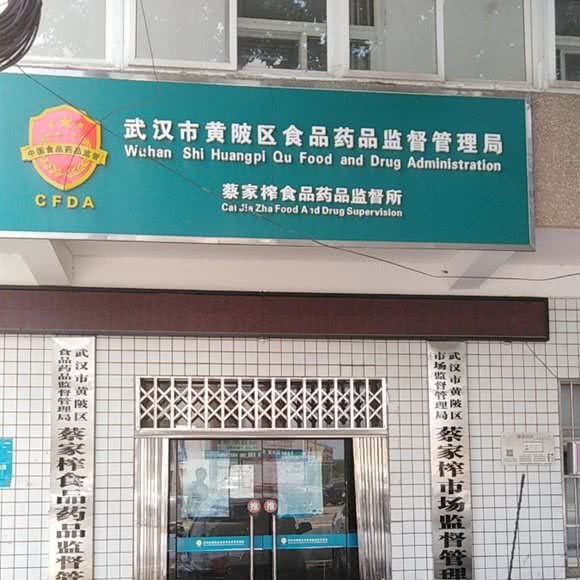 武汉市黄陂区食品药品监督管理局
Wuhan Shi Huangpi Qu Food and Drug Administration
中国食品药品监管
CFDA
蔡家榨食品药品监督所
Cai Jia Zha Food And Drug Supervision
武汉市黄陂区
食品药品监督管理局
蔡家榨食品药品监督管
武汉市黄陂区
市场监督管理局
蔡家榨市场监督管理
推
推